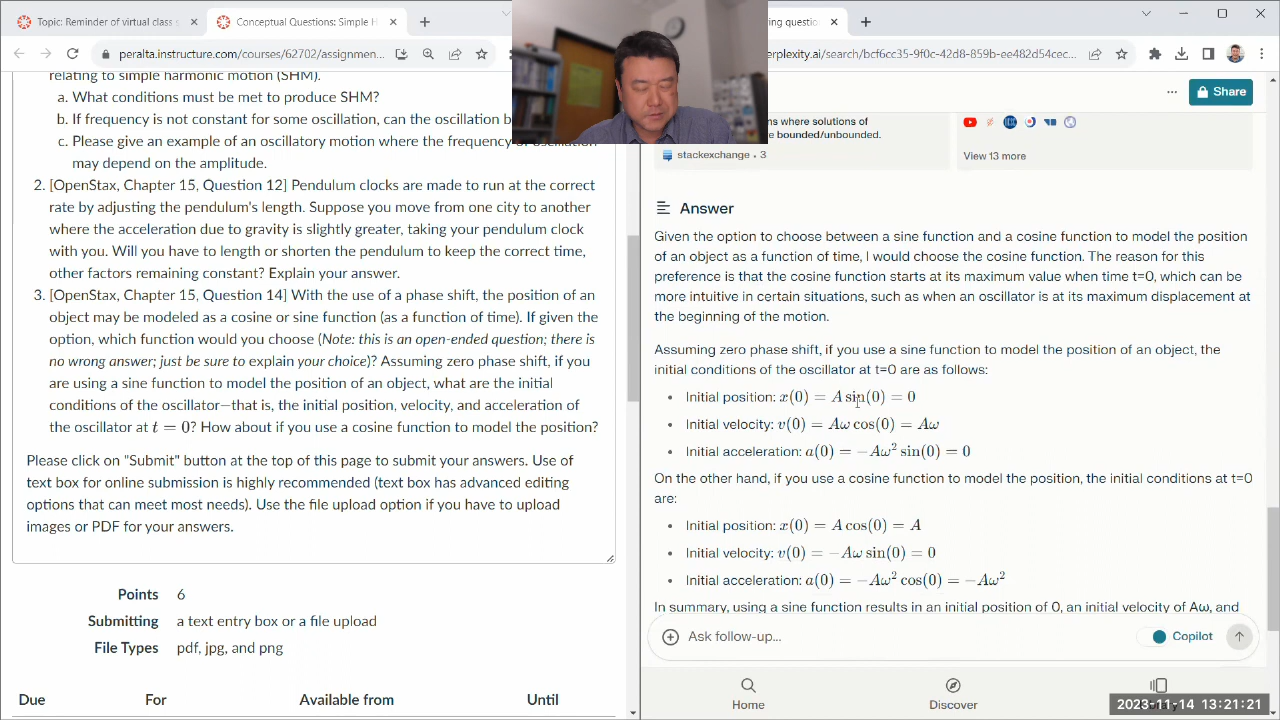 Topic: Reminder of virtual class s
Conceptual Questions: Simple H
ing question
peralta.instructure.com/courses/62702/assignmen
erplexity.ai/search/bcf6cc35-9f0c-42d8-859b-ee482d54cec...
relating to simple harmonic motion (SHM).
a. What conditions must be met to produce SHM?
b. If frequency is not constant for some oscillation, can the oscillation b
c. Please give an example of an oscillatory motion where the frequency of oscillation
may depend on the amplitude.
2. [OpenStax, Chapter 15, Question 12] Pendulum clocks are made to run at the correct
rate by adjusting the pendulum's length. Suppose you move from one city to another
where the acceleration due to gravity is slightly greater, taking your pendulum clock
with you. Will you have to length or shorten the pendulum to keep the correct time,
other factors remaining constant? Explain your answer.
3. [OpenStax, Chapter 15, Question 14] With the use of a phase shift, the position of an
object may be modeled as a cosine or sine function (as a function of time). If given the
option, which function would you choose (Note: this is an open-ended question; there is
no wrong answer; just be sure to explain your choice)? Assuming zero phase shift, if you
are using a sine function to model the position of an object, what are the initial
conditions of the oscillator—that is, the initial position, velocity, and acceleration of
the oscillator at t = 0? How about if you use a cosine function to model the position?
Please click on "Submit" button at the top of this page to submit your answers. Use of
text box for online submission is highly recommended (text box has advanced editing
options that can meet most needs). Use the file upload option if you have to upload
images or PDF for your answers.
Points 6
Submitting a text entry box or a file upload
File Types pdf, jpg, and png
Due For Available from Until
Share
ns where solutions of
e bounded/unbounded.
stackexchange · 3
View 13 more
Answer
Given the option to choose between a sine function and a cosine function to model the position
of an object as a function of time, I would choose the cosine function. The reason for this
preference is that the cosine function starts at its maximum value when time t=0, which can be
more intuitive in certain situations, such as when an oscillator is at its maximum displacement at
the beginning of the motion.
Assuming zero phase shift, if you use a sine function to model the position of an object, the
initial conditions of the oscillator at t=0 are as follows:
• Initial position: x(0) = A sin(0) = 0
• Initial velocity: v(0) = Aω cos(0) = Aω
• Initial acceleration: a(0) = −Aω² sin(0) = 0
On the other hand, if you use a cosine function to model the position, the initial conditions at t=0
are:
• Initial position: x(0) = A cos(0) = A
• Initial velocity: v(0) = −Aω sin(0) = 0
• Initial acceleration: a(0) = −Aω² cos(0) = −Aω²
In summary, using a sine function results in an initial position of 0, an initial velocity of Aω, and
Ask follow-up...
Copilot
Home
Discover
2023-11-14 13:21:21